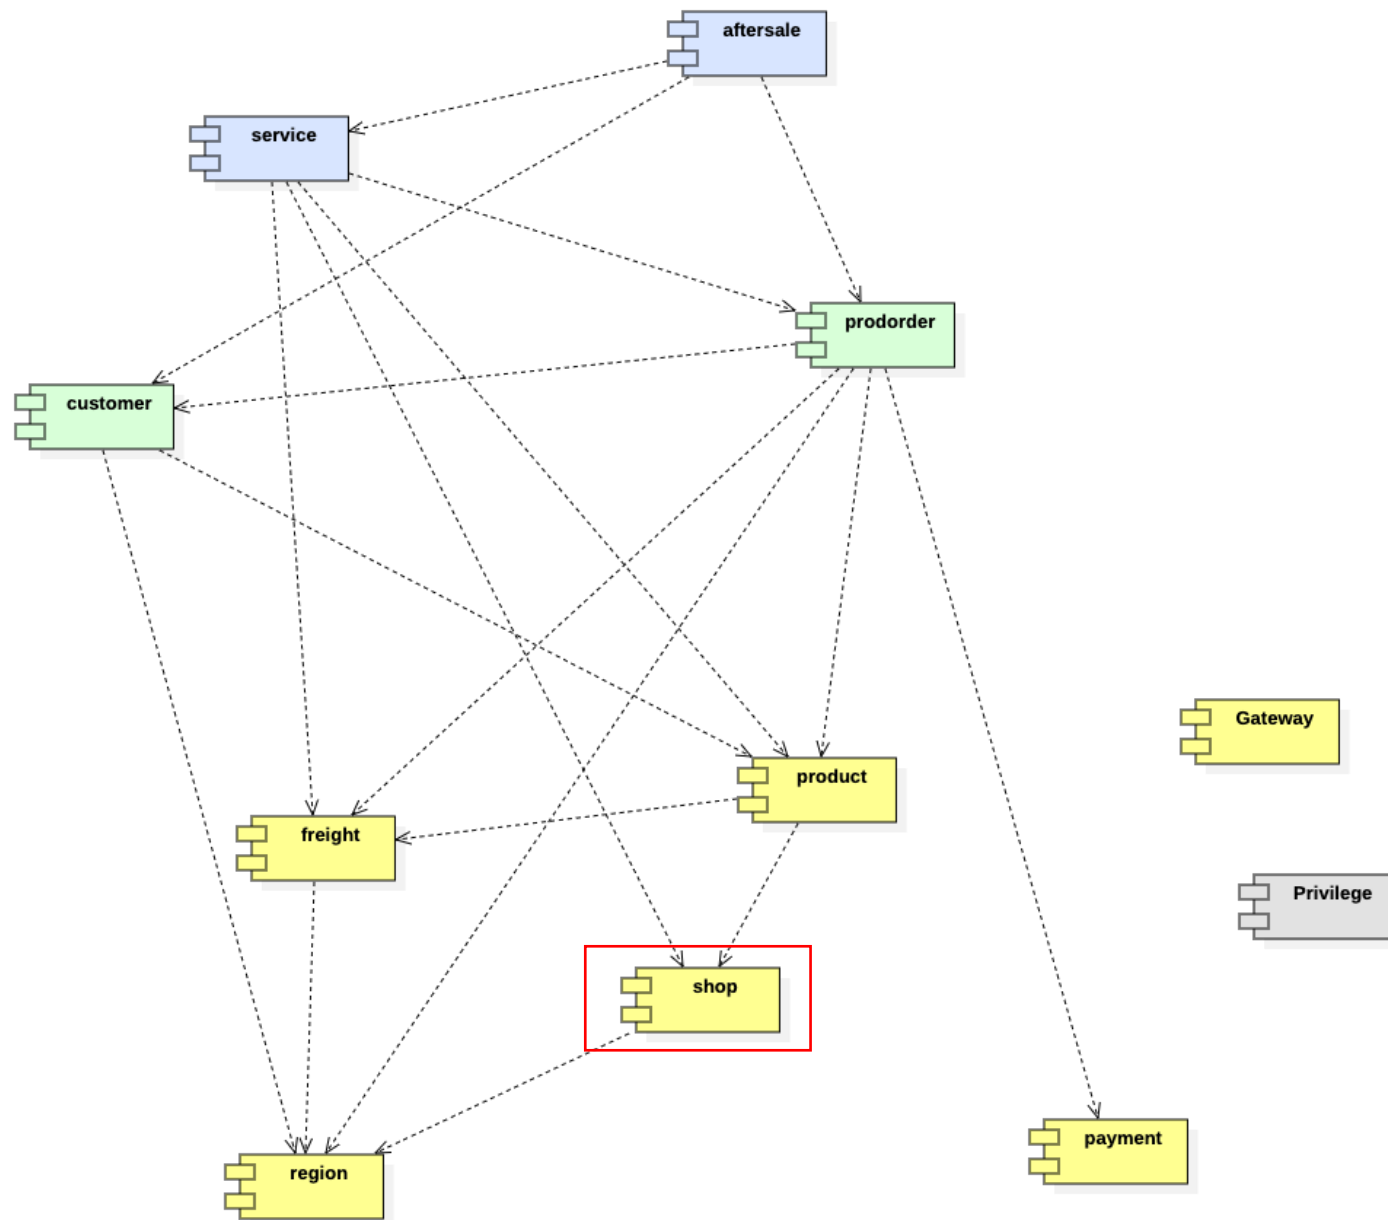 aftersale
service
prodorder
customer
Gateway
product
freight
Privilege
shop
payment
region